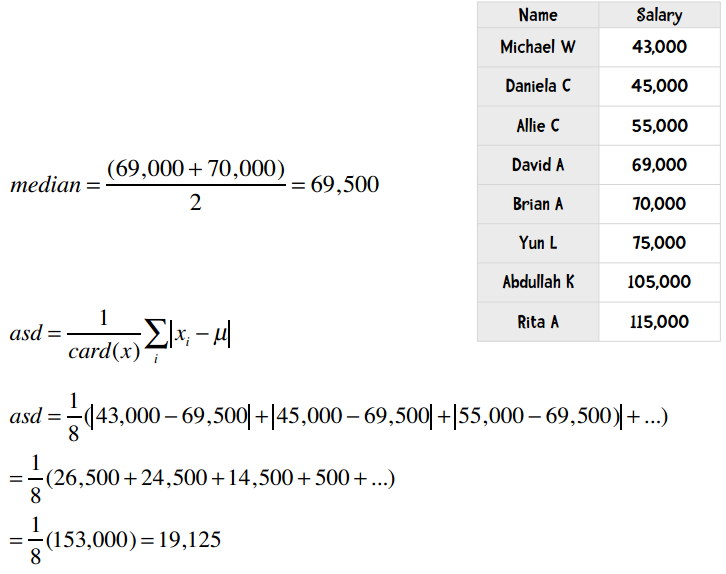 Name Salary
Michael W 43,000
Daniela C 45,000
Allie C 55,000
David A 69,000
Brian A 70,000
Yun L 75,000
Abdullah K 105,000
Rita A 115,000
median = (69,000 + 70,000) / 2 = 69,500
asd = 1 / card(x) ∑i |xi − μ|
asd = 1/8 (|43,000 − 69,500| + |45,000 − 69,500| + |55,000 − 69,500)| + ...)
= 1/8 (26,500 + 24,500 + 14,500 + 500 + ...)
= 1/8 (153,000) = 19,125